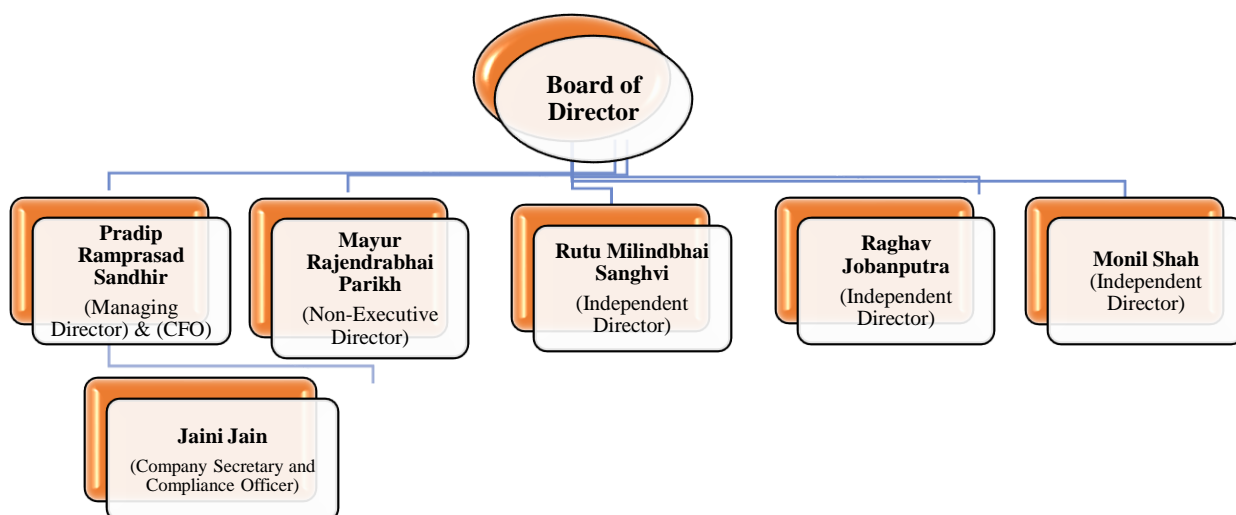 Board of
Director
Pradip
Ramprasad
Sandhir
(Managing
Director) & (CFO)
Mayur
Rajendrabhai
Parikh
(Non-Executive
Director)
Rutu Milindbhai
Sanghvi
(Independent
Director)
Raghav
Jobanputra
(Independent
Director)
Monil Shah
(Independent
Director)
Jaini Jain
(Company Secretary and
Compliance Officer)